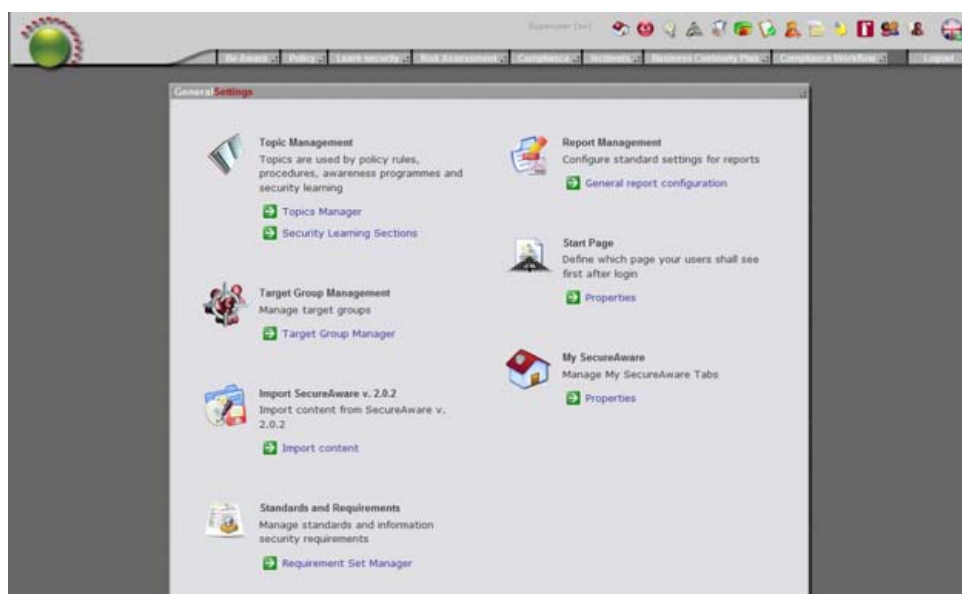 Superuser (su)
Be Aware Policy Learn security Risk Assessment Compliance Incidents Business Continuity Plan Compliance Workflow Logout
GeneralSettings
Topic Management
Topics are used by policy rules,
procedures, awareness programmes and
security learning
Topics Manager
Security Learning Sections
Target Group Management
Manage target groups
Target Group Manager
Import SecureAware v. 2.0.2
Import content from SecureAware v.
2.0.2
Import content
Standards and Requirements
Manage standards and information
security requirements
Requirement Set Manager
Report Management
Configure standard settings for reports
General report configuration
Start Page
Define which page your users shall see
first after login
Properties
My SecureAware
Manage My SecureAware Tabs
Properties